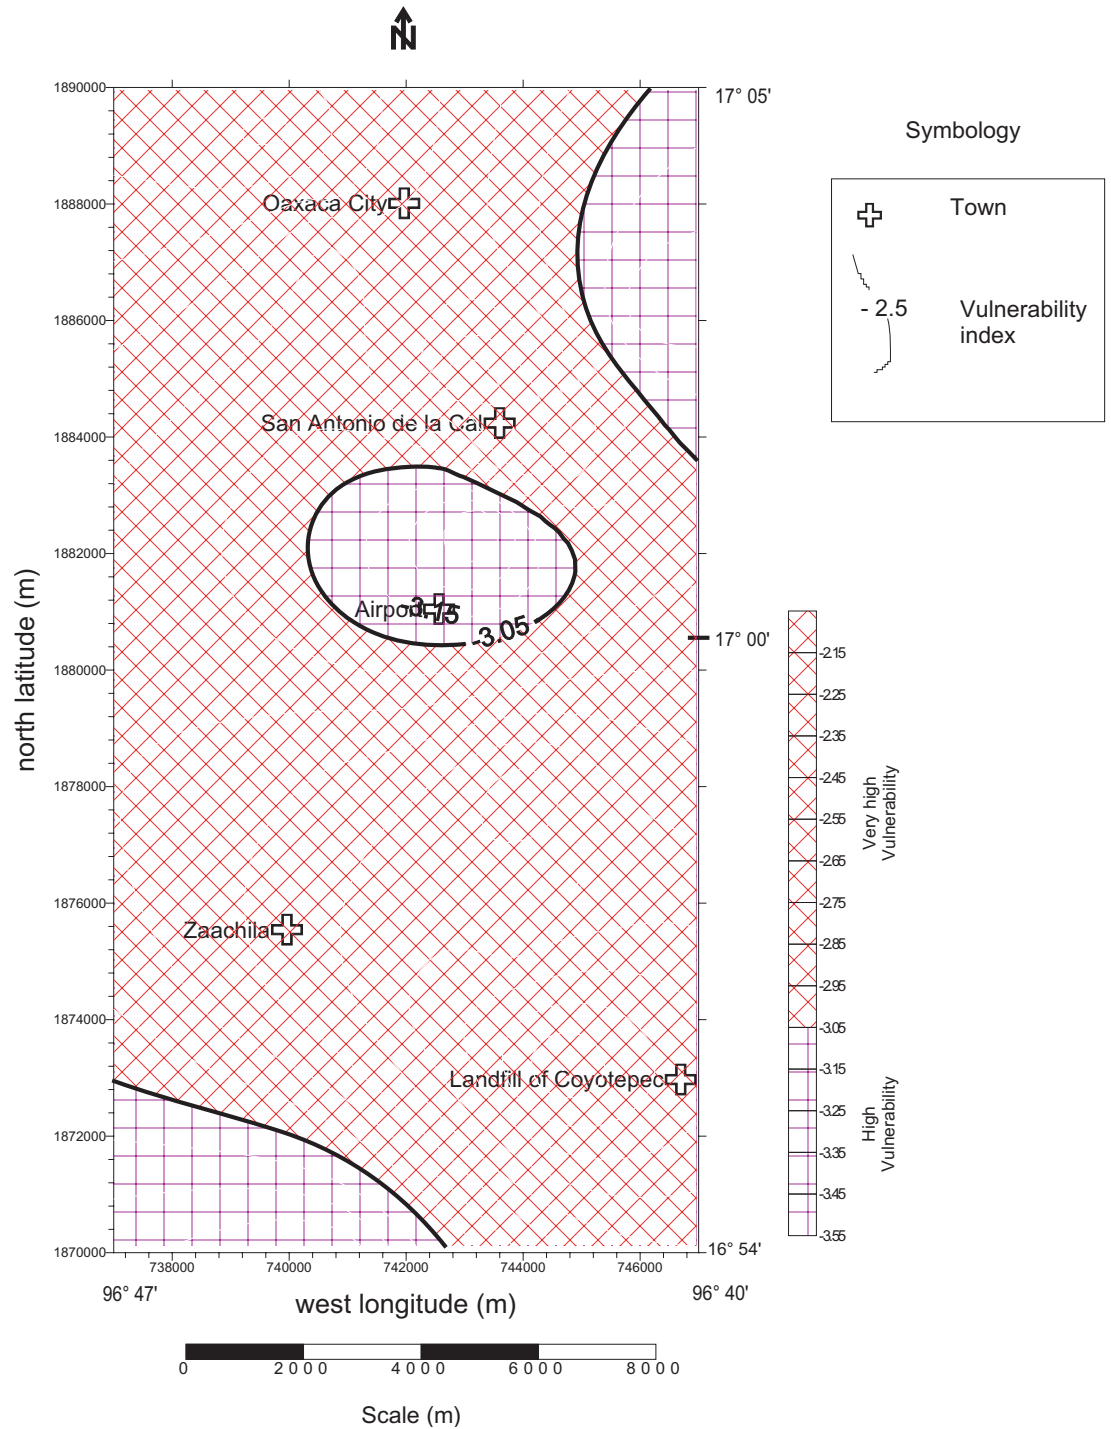 N
1890000
1888000
1886000
1884000
1882000
1880000
1878000
1876000
1874000
1872000
1870000
north latitude (m)
17° 05'
17° 00'
16° 54'
Oaxaca City
San Antonio de la Cal
Airport
-3.15
-3.05
Zaachila
Landfill of Coyotepec
738000
740000
742000
744000
746000
96° 47'
96° 40'
west longitude (m)
0
2000
4000
6000
8000
Scale (m)
Symbology
Town
- 2.5
Vulnerability
index
-2.15
-2.25
-2.35
-2.45
-2.55
-2.65
-2.75
-2.85
-2.95
-3.05
-3.15
-3.25
-3.35
-3.45
-3.55
Very high
Vulnerability
High
Vulnerability